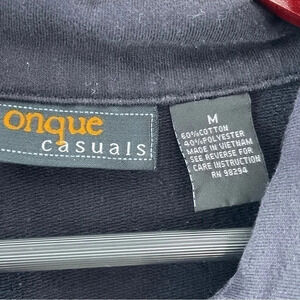 onque
casuals
M
60%COTTON
40%POLYESTER
MADE IN VIETNAM
SEE REVERSE FOR
CARE INSTRUCTION
RN 98294